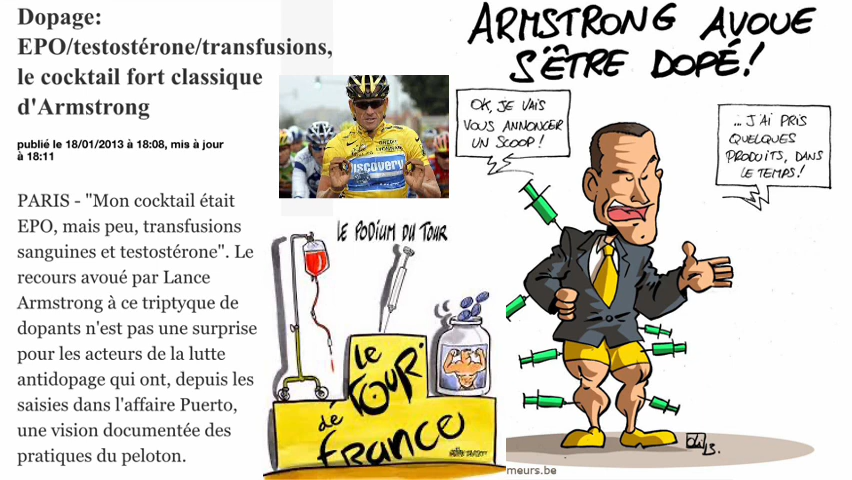 Dopage:
EPO/testostérone/transfusions,
le cocktail fort classique
d'Armstrong
publié le 18/01/2013 à 18:08, mis à jour
à 18:11
PARIS - "Mon cocktail était
EPO, mais peu, transfusions
sanguines et testostérone". Le
recours avoué par Lance
Armstrong à ce triptyque de
dopants n'est pas une surprise
pour les acteurs de la lutte
antidopage qui ont, depuis les
saisies dans l'affaire Puerto,
une vision documentée des
pratiques du peloton.
Discovery
LE PODIUM DU TOUR
le
TOUR
de
france
ARMSTRONG AVOUE
S'ÊTRE DOPÉ!
OK, JE VAIS
VOUS ANNONCER
UN SCOOP!
...J'AI PRIS
QUELQUES
PRODUITS, DANS
LE TEMPS!
meurs.be